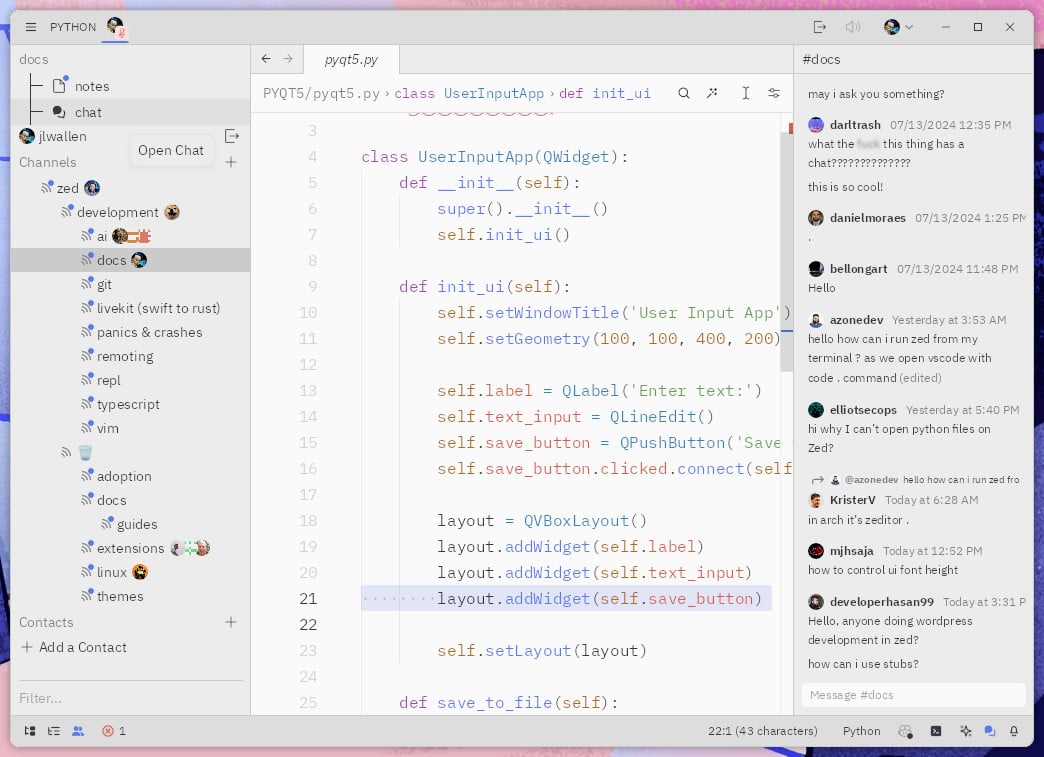 PYTHON
docs
notes
chat
jlwallen
Open Chat
Channels
zed
development
ai
docs
git
livekit (swift to rust)
panics & crashes
remoting
repl
typescript
vim
adoption
docs
guides
extensions
linux
themes
Contacts
Add a Contact
Filter...
pyqt5.py
PYQT5/pyqt5.py › class UserInputApp › def init_ui
3
4 class UserInputApp(QWidget):
5 def __init__(self):
6 super().__init__()
7 self.init_ui()
8
9 def init_ui(self):
10 self.setWindowTitle('User Input App')
11 self.setGeometry(100, 100, 400, 200)
12
13 self.label = QLabel('Enter text:')
14 self.text_input = QLineEdit()
15 self.save_button = QPushButton('Save
16 self.save_button.clicked.connect(self
17
18 layout = QVBoxLayout()
19 layout.addWidget(self.label)
20 layout.addWidget(self.text_input)
21 ········layout.addWidget(self.save_button)
22
23 self.setLayout(layout)
24
25 def save_to_file(self):
#docs
may i ask you something?
darltrash 07/13/2024 12:35 PM
what the this thing has a
chat??????????????
this is so cool!
danielmoraes 07/13/2024 1:25 PM
.
bellongart 07/13/2024 11:48 PM
Hello
azonedev Yesterday at 3:53 AM
hello how can i run zed from my
terminal ? as we open vscode with
code . command (edited)
elliotsecops Yesterday at 5:40 PM
hi why I can't open python files on
Zed?
@azonedev hello how can i run zed fro
KristerV Today at 6:28 AM
in arch it's zeditor .
mjhsaja Today at 12:52 PM
how to control ui font height
developerhasan99 Today at 3:31 P
Hello, anyone doing wordpress
development in zed?
how can i use stubs?
Message #docs
1
22:1 (43 characters)
Python